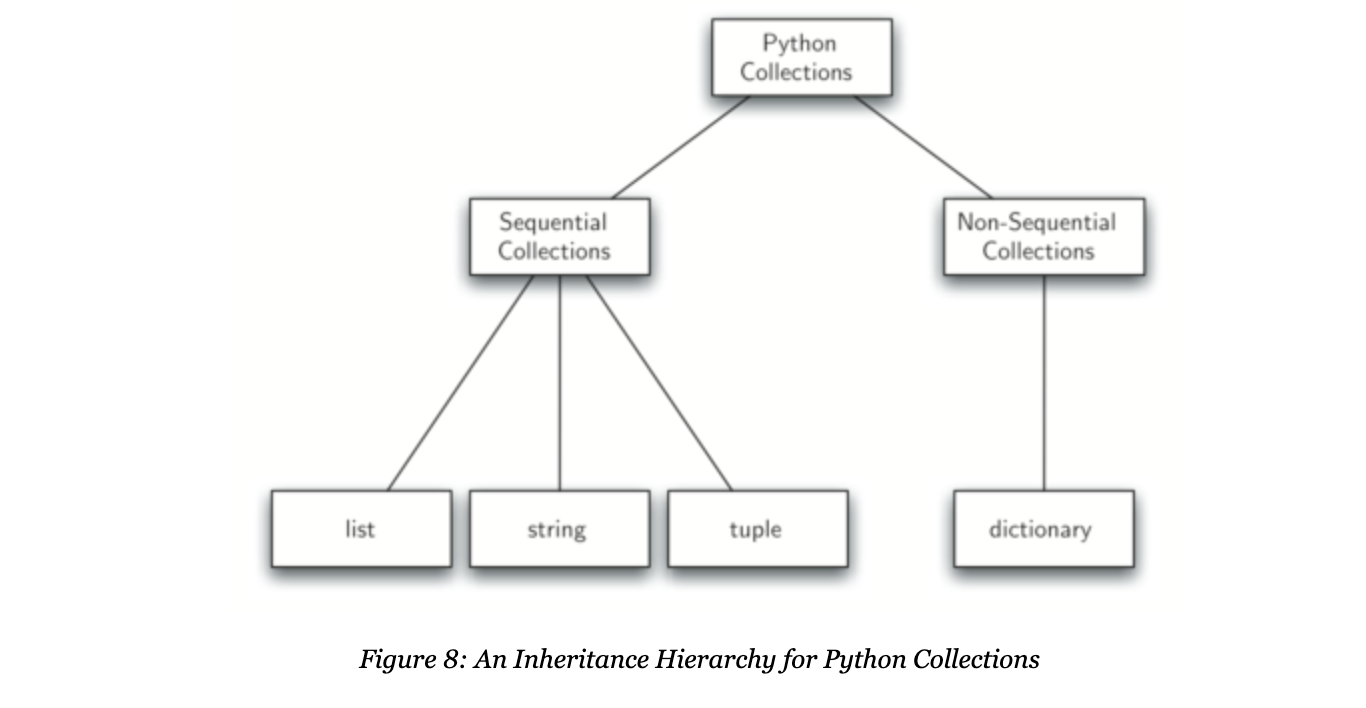 Python
Collections
Sequential
Collections
Non-Sequential
Collections
list
string
tuple
dictionary
Figure 8: An Inheritance Hierarchy for Python Collections